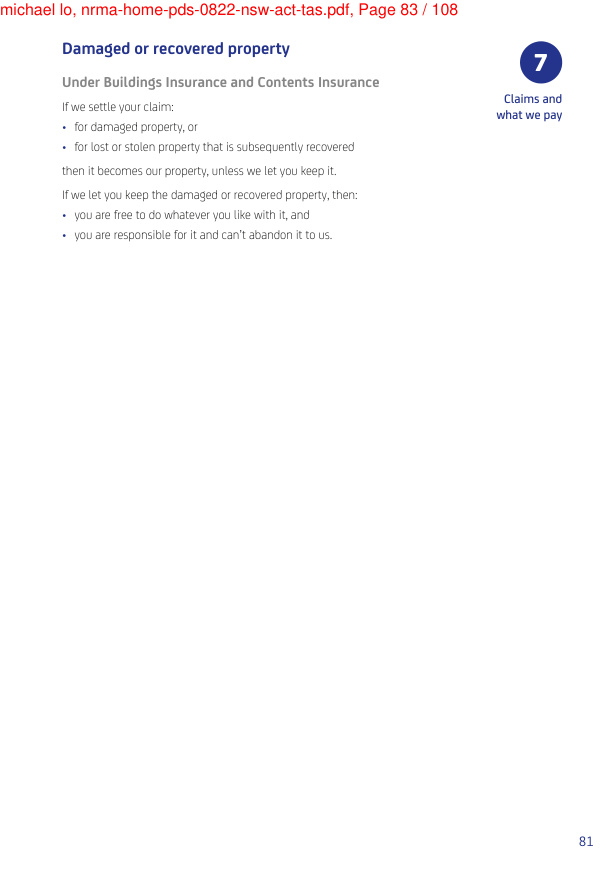 michael lo, nrma-home-pds-0822-nsw-act-tas.pdf, Page 83 / 108
Damaged or recovered property
7
Claims and
what we pay
Under Buildings Insurance and Contents Insurance
If we settle your claim:
• for damaged property, or
• for lost or stolen property that is subsequently recovered
then it becomes our property, unless we let you keep it.
If we let you keep the damaged or recovered property, then:
• you are free to do whatever you like with it, and
• you are responsible for it and can't abandon it to us.
81